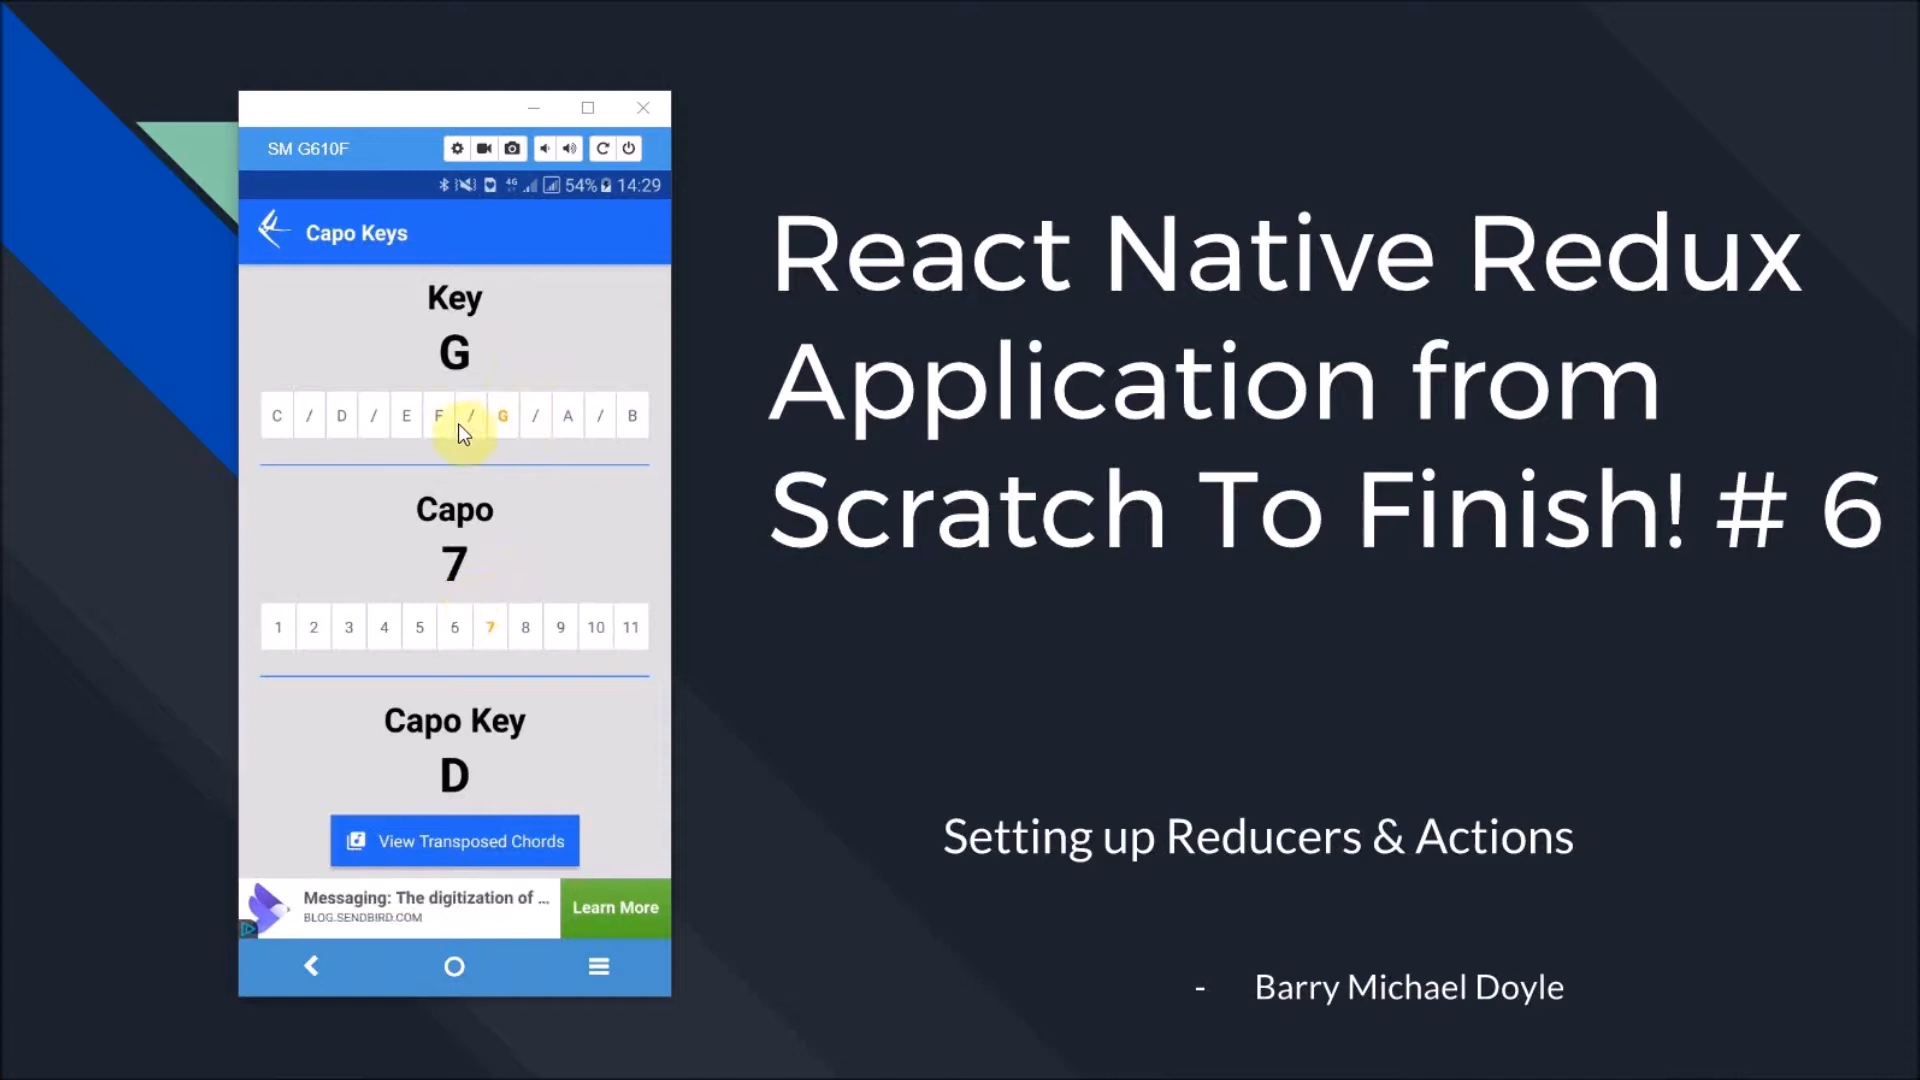 SM G610F
4G 54% 14:29
Capo Keys
Key
G
C / D / E F / G / A / B
Capo
7
1 2 3 4 5 6 7 8 9 10 11
Capo Key
D
View Transposed Chords
Messaging: The digitization of ...
BLOG.SENDBIRD.COM
Learn More
React Native Redux
Application from
Scratch To Finish! # 6
Setting up Reducers & Actions
- Barry Michael Doyle